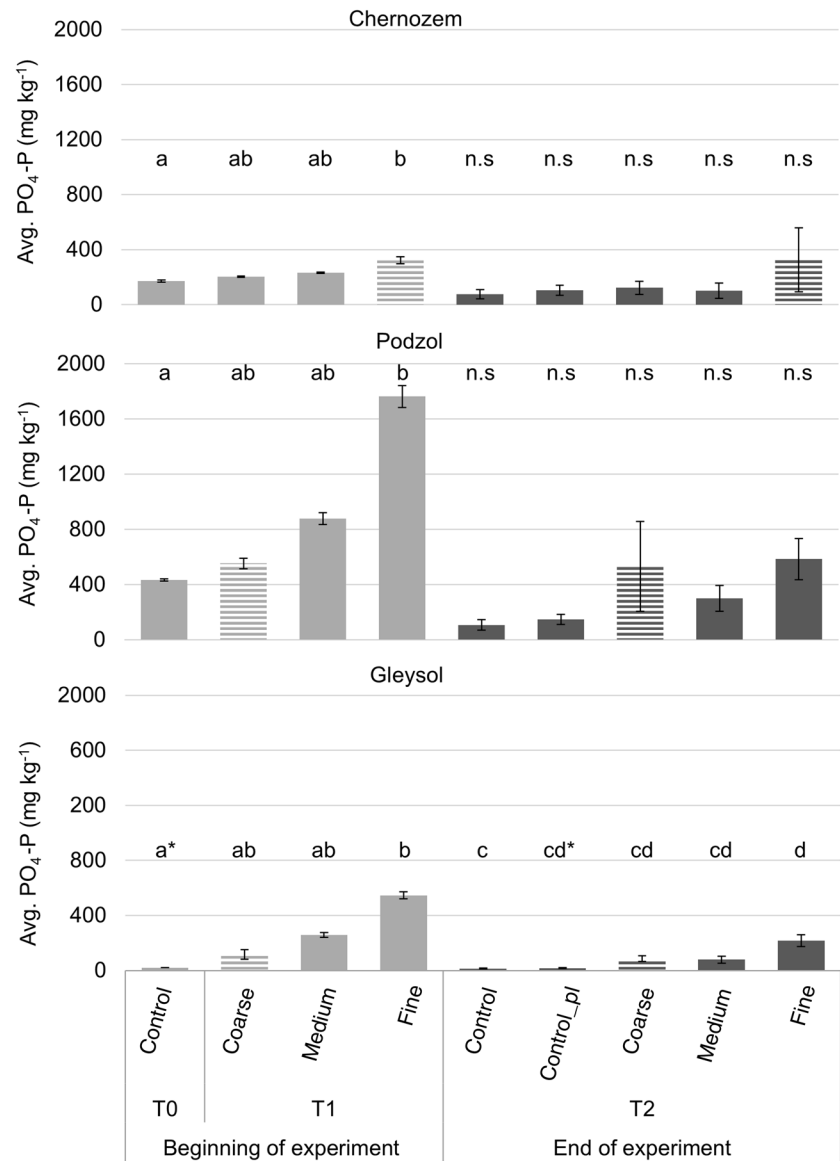 Chernozem
Avg. PO₄-P (mg kg⁻¹)
2000
1600
1200
800
400
0
a ab ab b n.s n.s n.s n.s n.s
Podzol
Avg. PO₄-P (mg kg⁻¹)
2000
1600
1200
800
400
0
a ab ab b n.s n.s n.s n.s n.s
Gleysol
Avg. PO₄-P (mg kg⁻¹)
2000
600
200
800
400
0
a* ab ab b c cd* cd cd d
Control Coarse Medium Fine Control Control_pl Coarse Medium Fine
T0 T1 T2
Beginning of experiment End of experiment